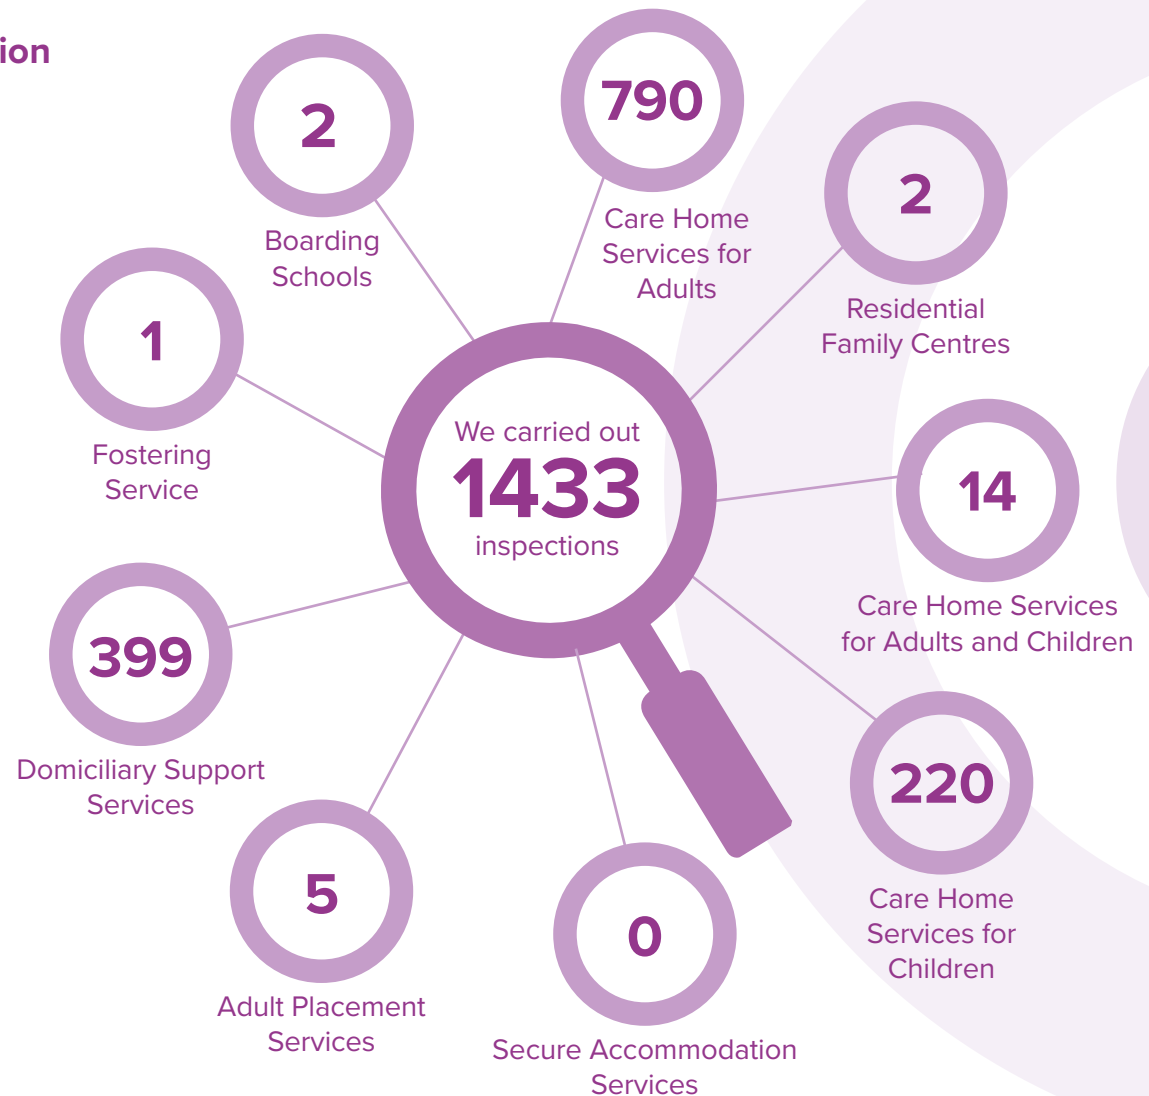 2
Boarding
Schools
790
Care Home
Services for
Adults
2
Residential
Family Centres
1
Fostering
Service
We carried out
1433
inspections
14
Care Home Services
for Adults and Children
399
Domiciliary Support
Services
220
Care Home
Services for
Children
5
Adult Placement
Services
0
Secure Accommodation
Services